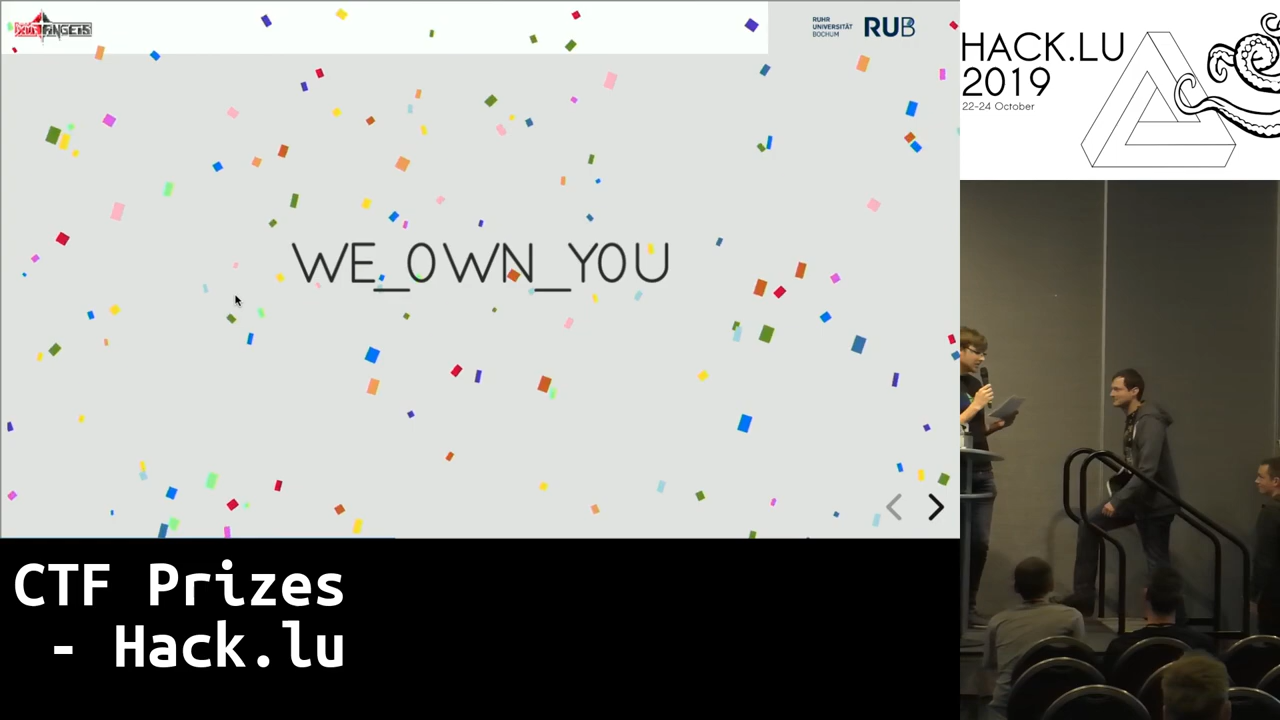 FLUXFINGERS
RUHR
UNIVERSITÄT
BOCHUM
RUB
WE_OWN_YOU
HACK.LU
2019
22-24 October
CTF Prizes
- Hack.lu